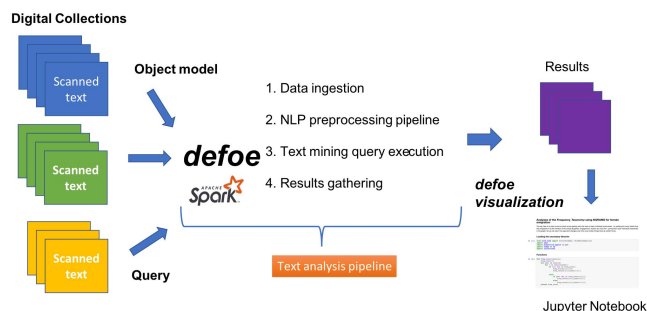 Digital Collections
Scanned
text
Scanned
text
Scanned
text
Object model
defoe
APACHE
Spark
Query
1. Data ingestion
2. NLP preprocessing pipeline
3. Text mining query execution
4. Results gathering
Text analysis pipeline
Results
defoe
visualization
Jupyter Notebook